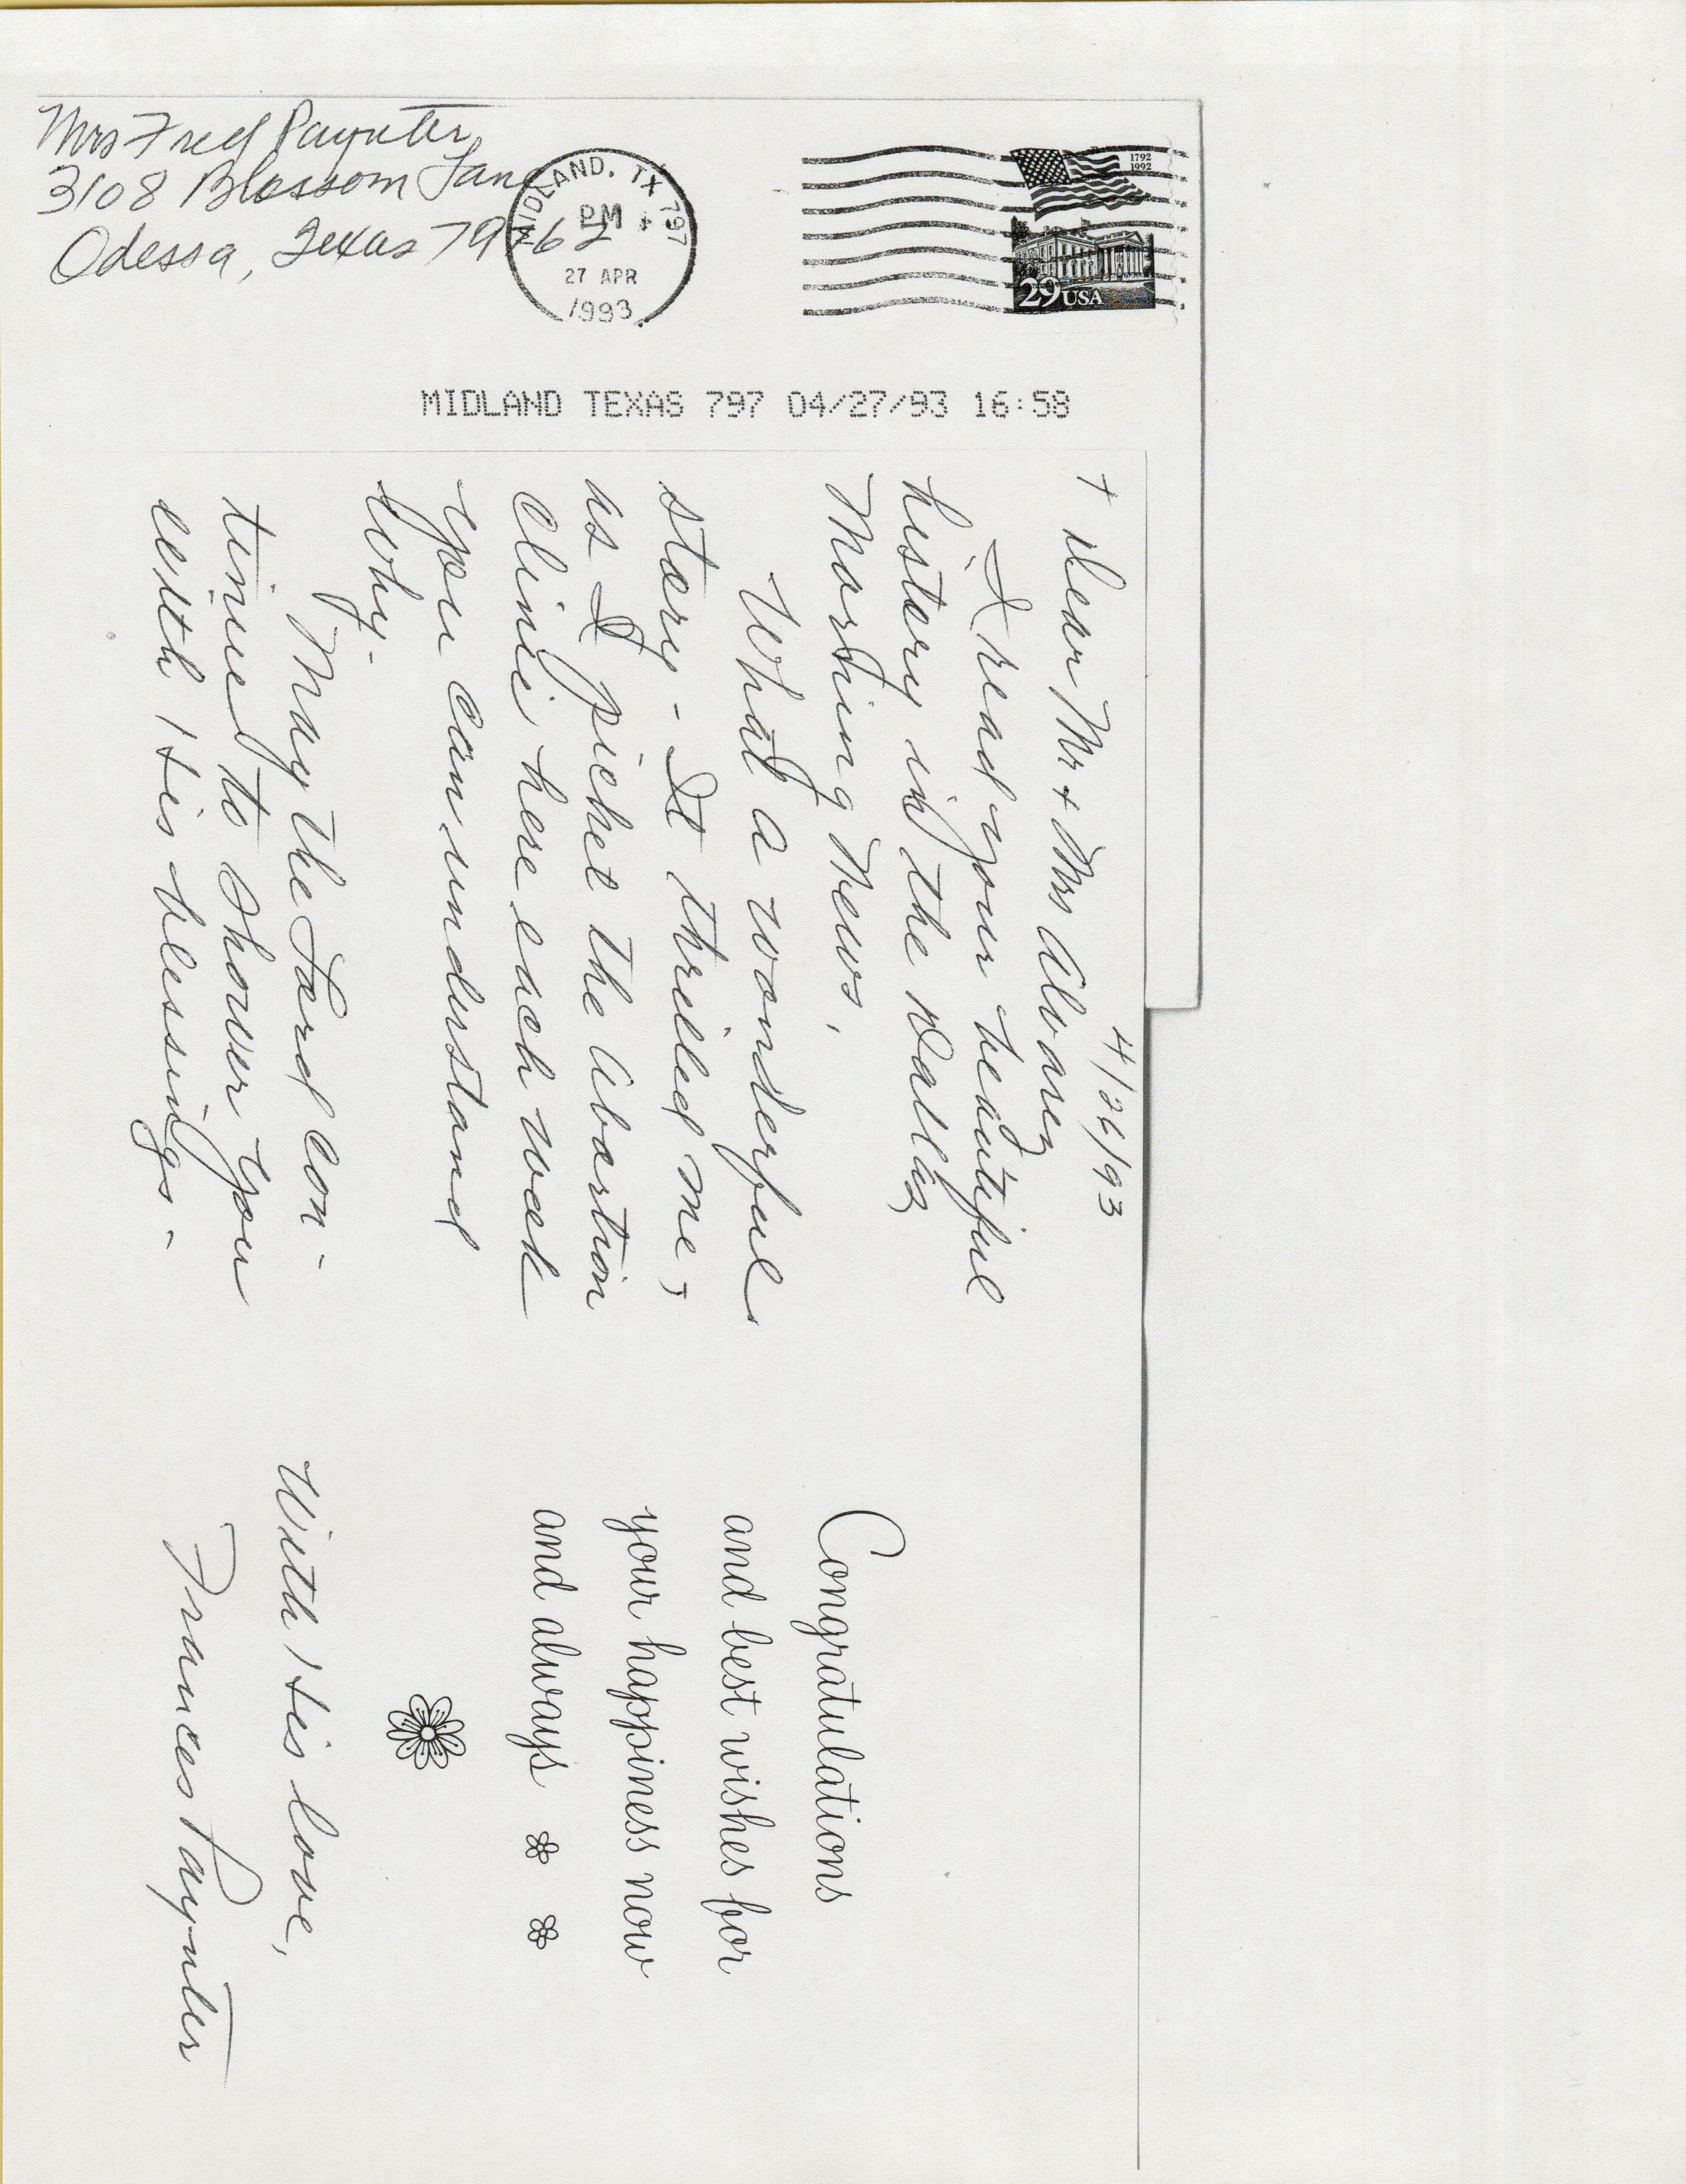 1792
1992
29 USA
MIDLAND, TX 797
PM
27 APR
1993
Mrs Fred Paynter
3108 Blossom Lane
Odessa, Texas 79762
MIDLAND TEXAS 797 04/27/93 16:58
4/26/93
+ Dear Mr + Mrs Alvarez
I read your beautiful
history in the Dallas
Morning News.
What a wonderful
story - It thrilled me,
as I picket the Abortion
Clinic here each week
you can understand
why.
May the Lord con-
tinue to shower you
with His blessings -
Congratulations
and best wishes for
your happiness now
and always
With His love,
Frances Paynter